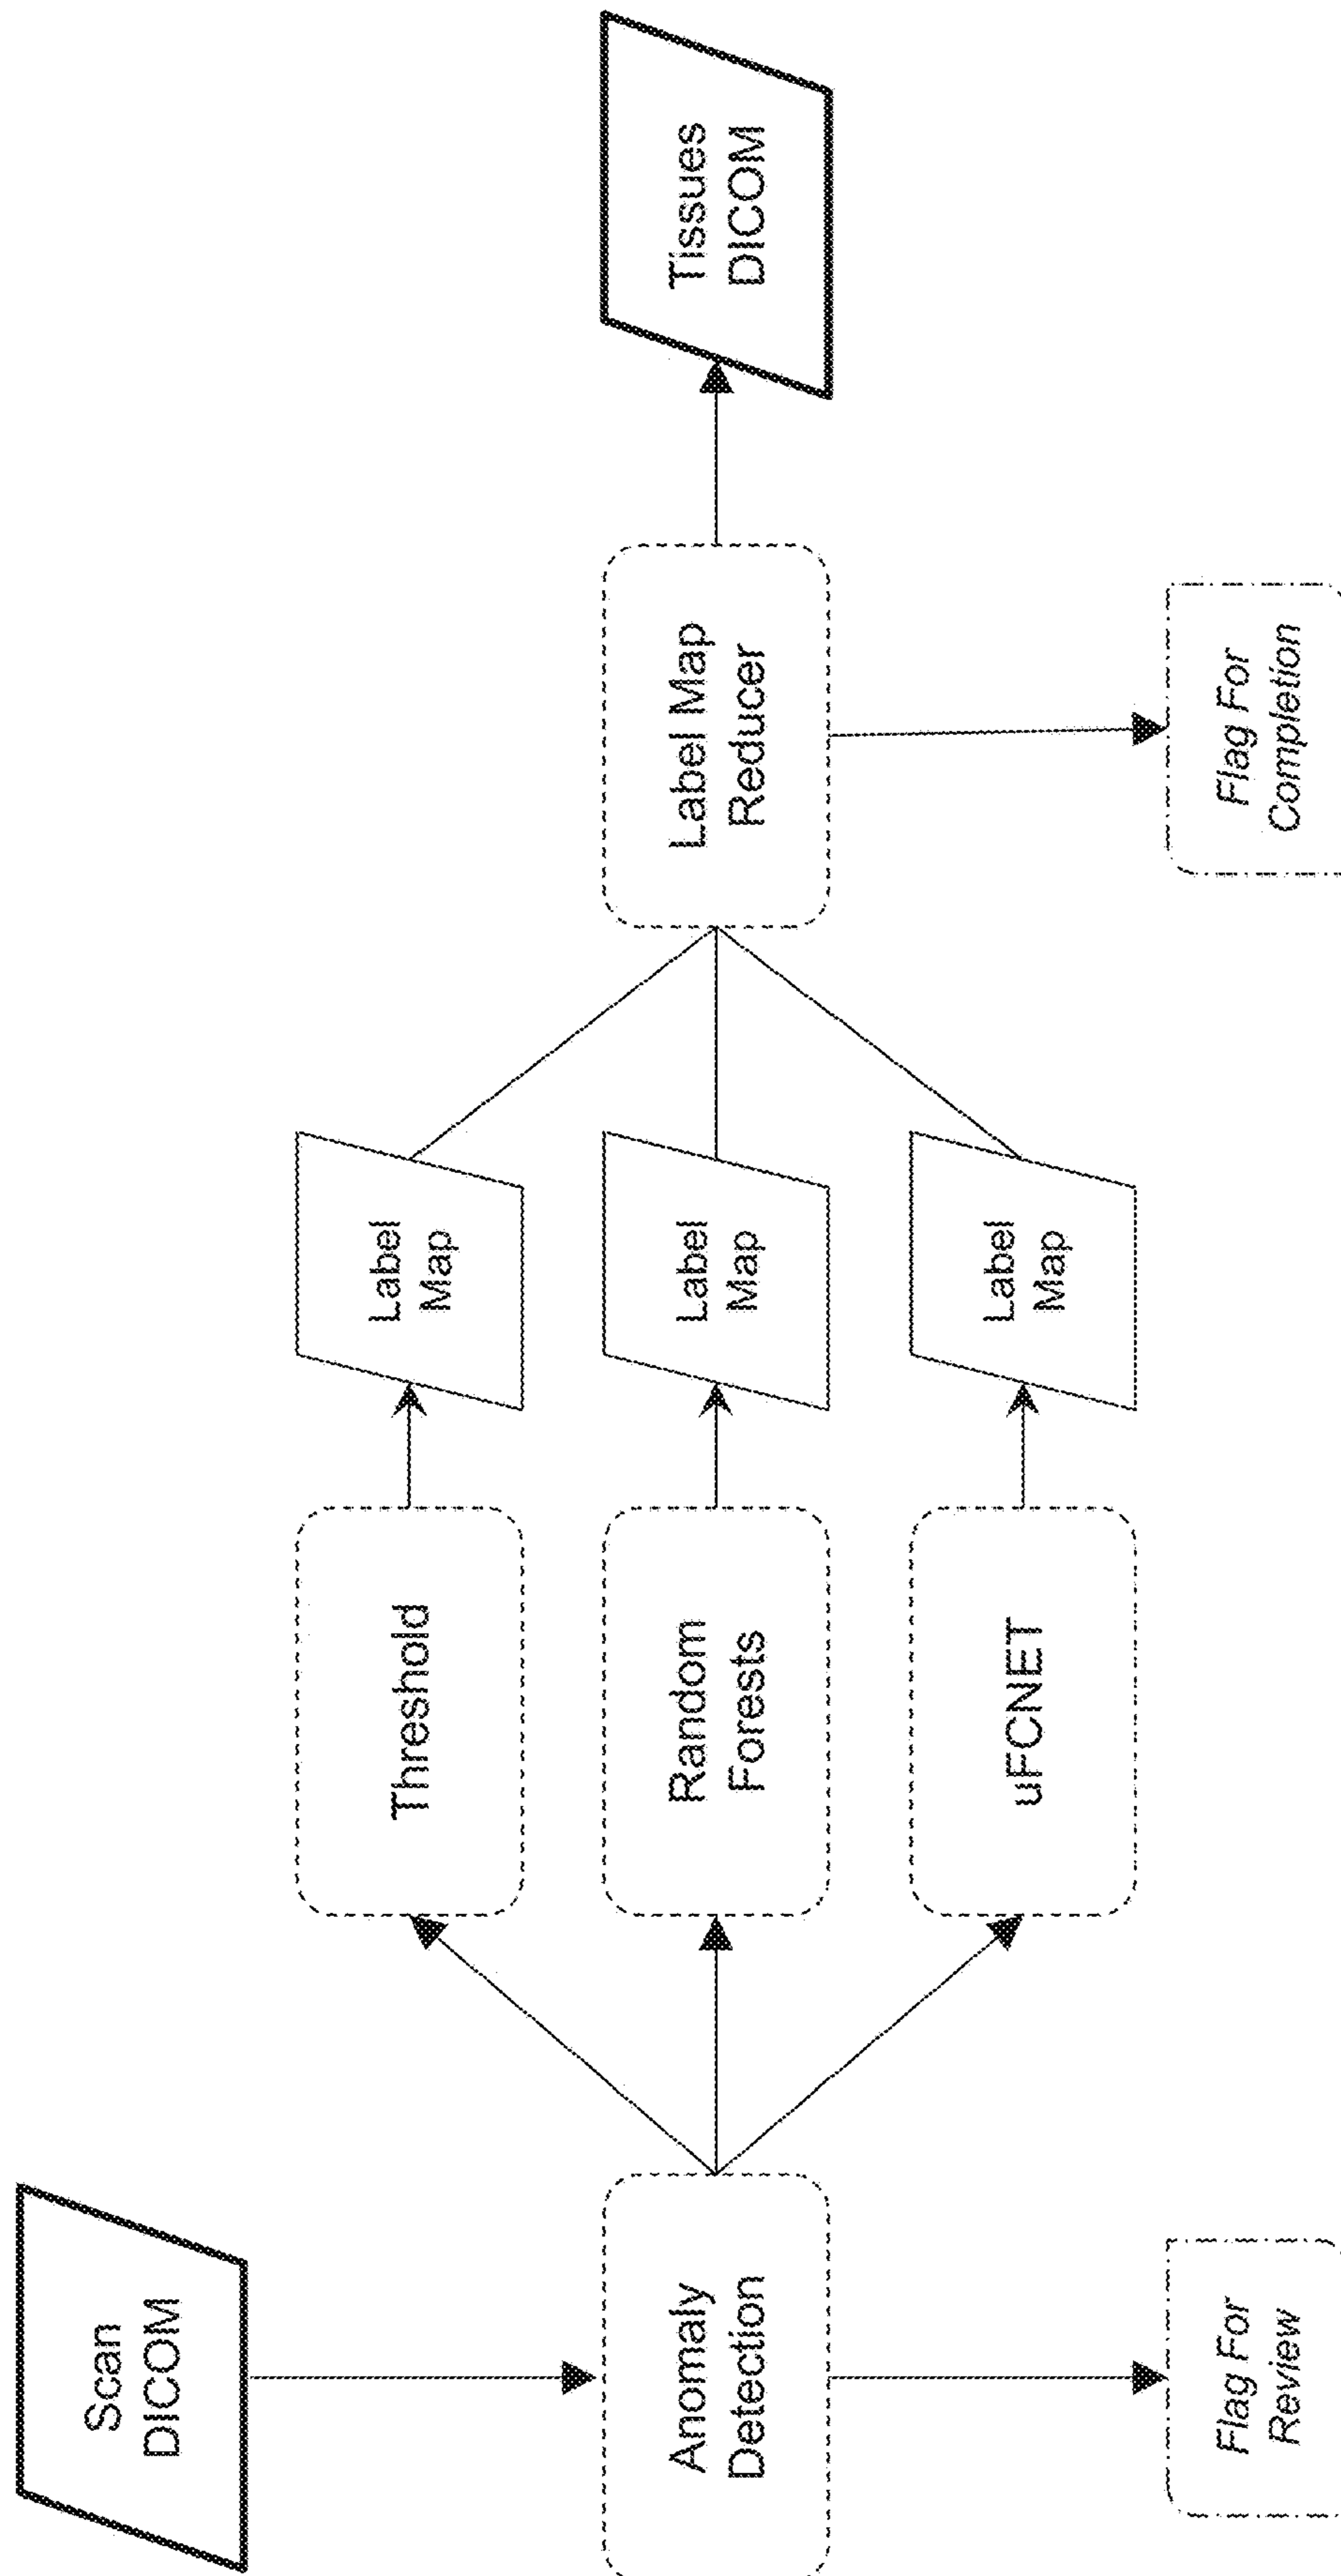 Scan
DICOM
Anomaly
Detection
Flag For
Review
Threshold
Random
Forests
uFCNET
Label
Map
Label
Map
Label
Map
Label Map
Reducer
Flag For
Completion
Tissues
DICOM